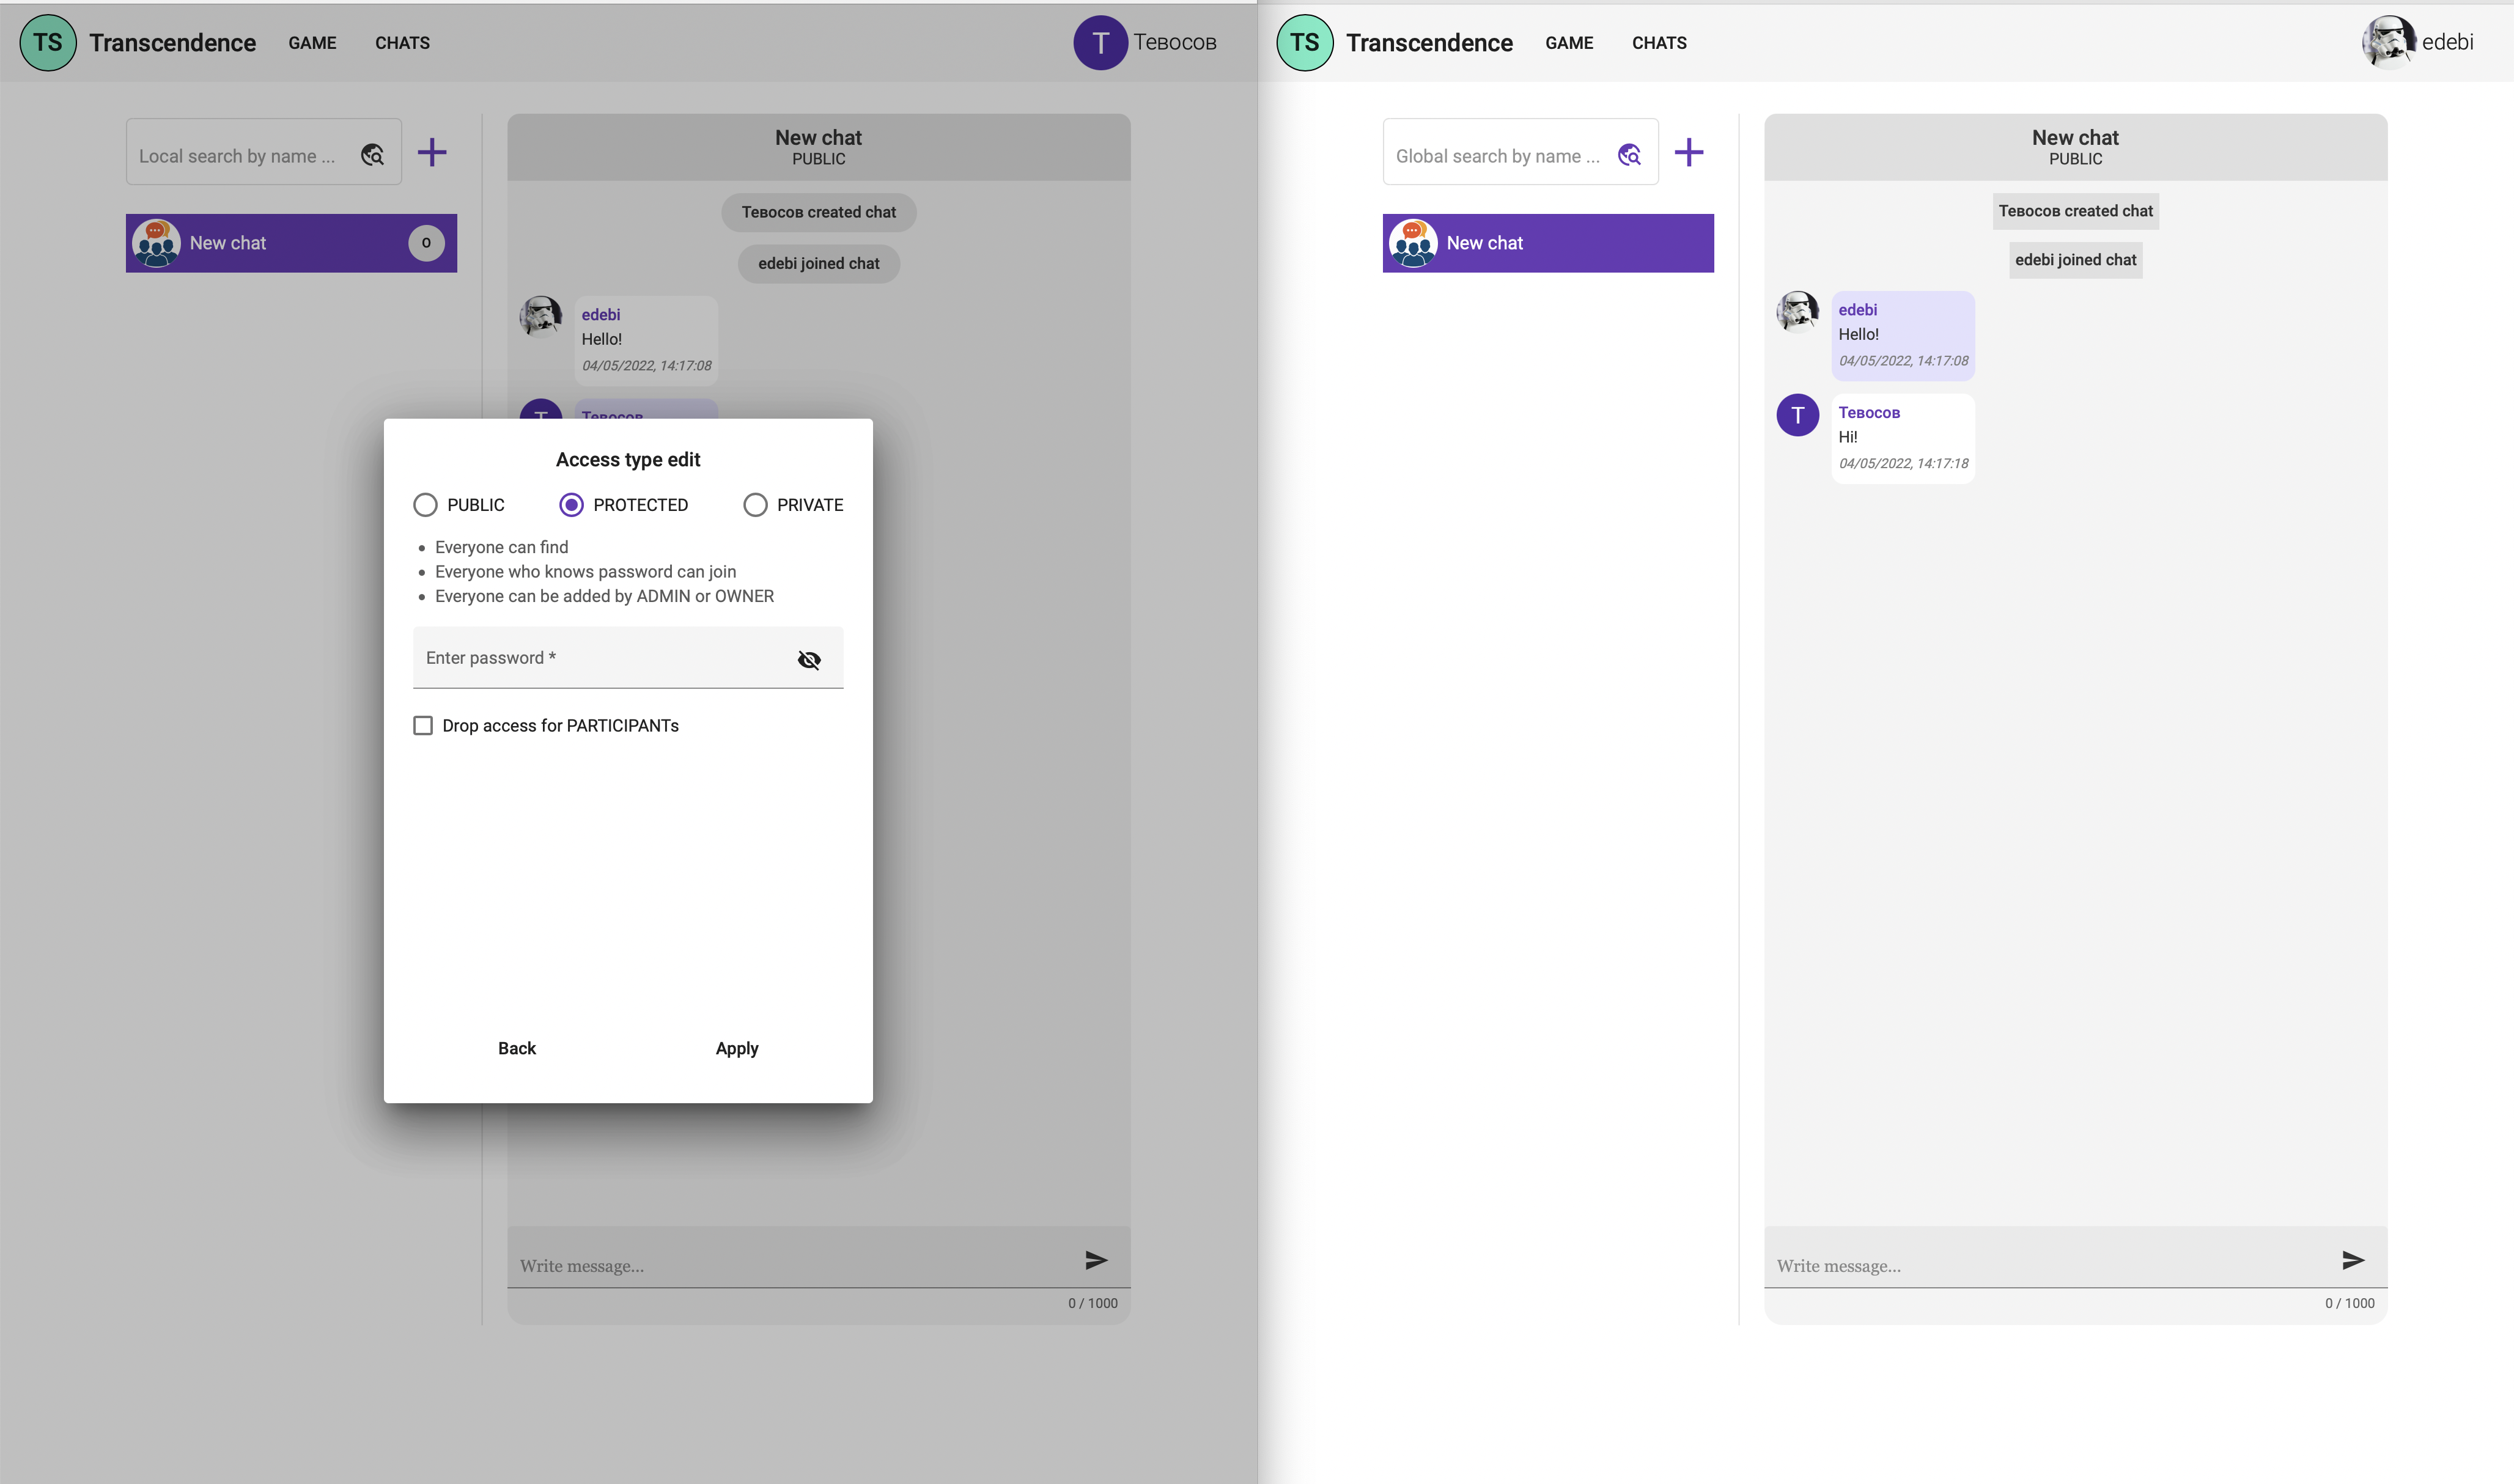 TS Transcendence GAME CHATS T Тевосов
Local search by name ...
New chat O
New chat
PUBLIC
Тевосов created chat
edebi joined chat
edebi
Hello!
04/05/2022, 14:17:08
T Тевосов
Access type edit
PUBLIC PROTECTED PRIVATE
Everyone can find
Everyone who knows password can join
Everyone can be added by ADMIN or OWNER
Enter password *
Drop access for PARTICIPANTs
Back Apply
Write message...
0 / 1000
TS Transcendence GAME CHATS edebi
Global search by name ...
New chat
New chat
PUBLIC
Тевосов created chat
edebi joined chat
edebi
Hello!
04/05/2022, 14:17:08
T Тевосов
Hi!
04/05/2022, 14:17:18
Write message...
0 / 1000